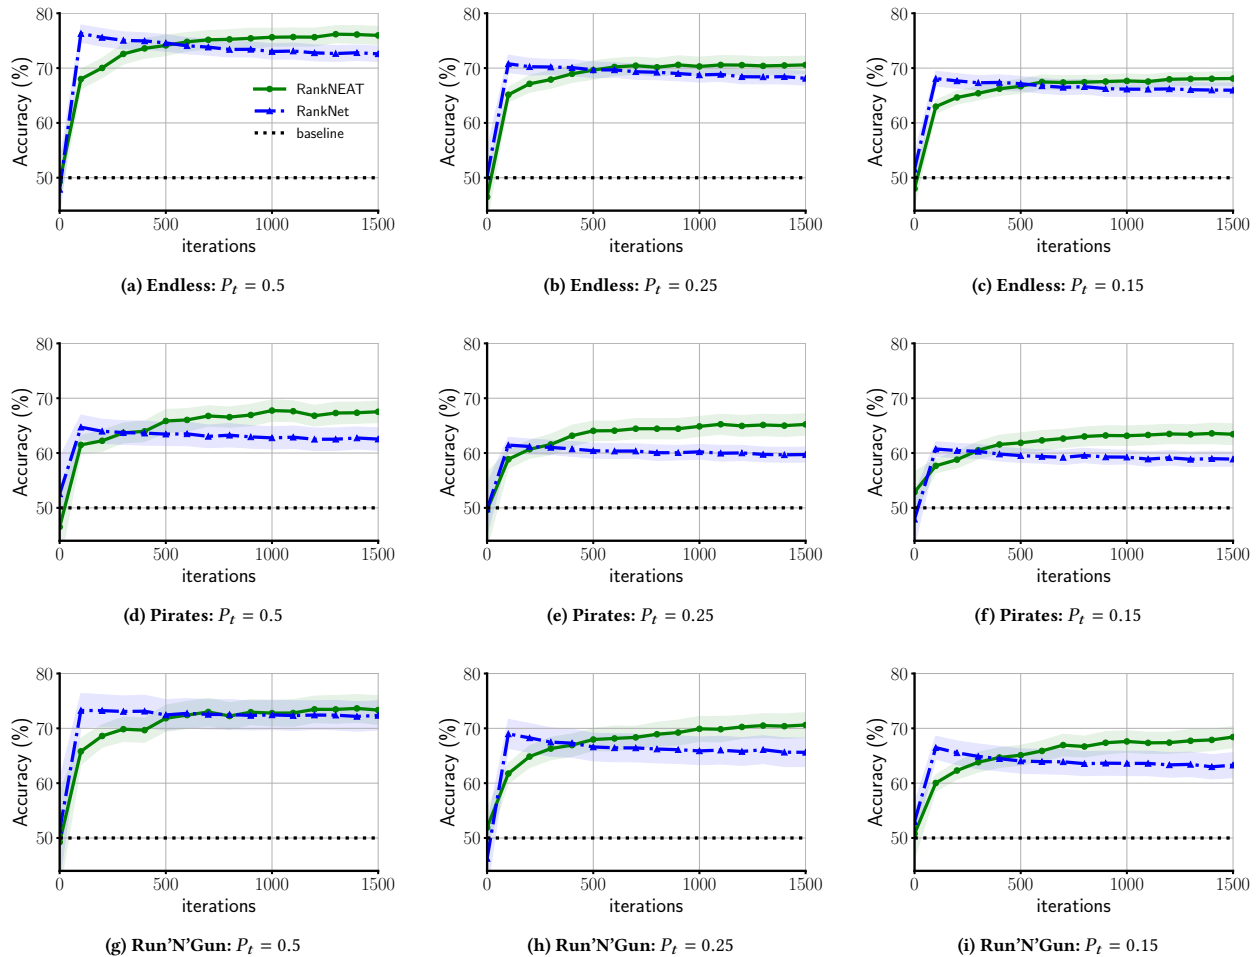 80
70
60
50
Accuracy (%)
RankNEAT
RankNet
baseline
0 500 1000 1500
iterations
(a) Endless: P_t = 0.5
80
70
60
50
Accuracy (%)
0 500 1000 1500
iterations
(b) Endless: P_t = 0.25
80
70
60
50
Accuracy (%)
0 500 1000 1500
iterations
(c) Endless: P_t = 0.15
80
70
60
50
Accuracy (%)
0 500 1000 1500
iterations
(d) Pirates: P_t = 0.5
80
70
60
50
Accuracy (%)
0 500 1000 1500
iterations
(e) Pirates: P_t = 0.25
80
70
60
50
Accuracy (%)
0 500 1000 1500
iterations
(f) Pirates: P_t = 0.15
80
70
60
50
Accuracy (%)
0 500 1000 1500
iterations
(g) Run'N'Gun: P_t = 0.5
80
70
60
50
Accuracy (%)
0 500 1000 1500
iterations
(h) Run'N'Gun: P_t = 0.25
80
70
60
50
Accuracy (%)
0 500 1000 1500
iterations
(i) Run'N'Gun: P_t = 0.15